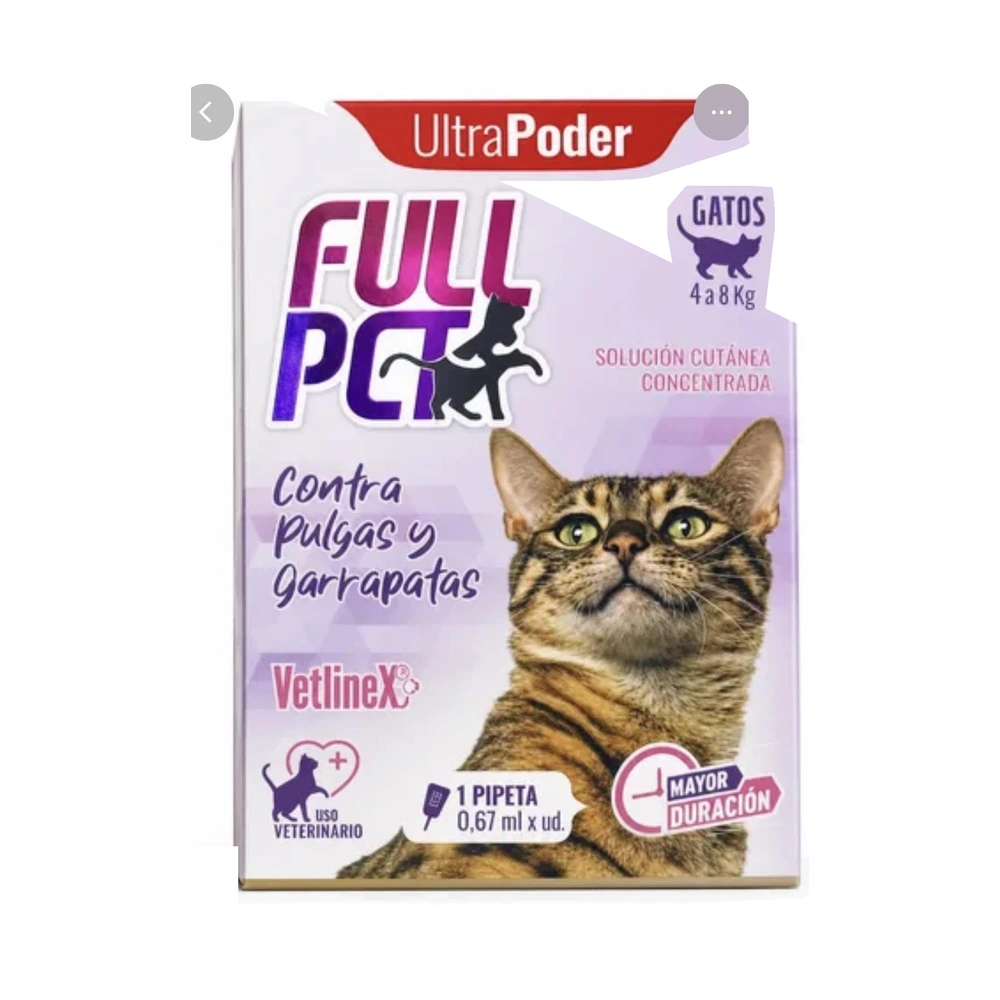 UltraPoder
FULL
PET
GATOS
4 a 8 Kg
SOLUCIÓN CUTÁNEA
CONCENTRADA
Contra
Pulgas y
garrapatas
VetlineX®
USO
VETERINARIO
1 PIPETA
0,67 ml x ud.
MAYOR
DURACIÓN